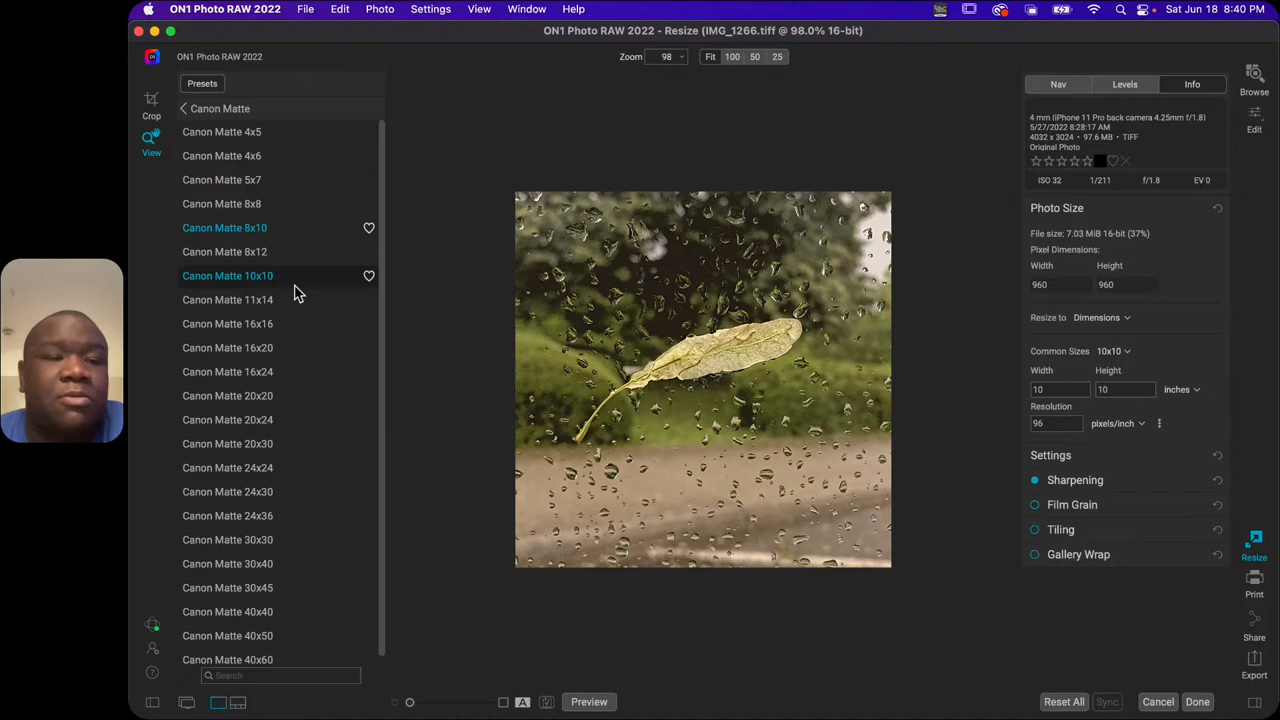 ON1 Photo RAW 2022 File Edit Photo Settings View Window Help Sat Jun 18 8:40 PM
ON1 Photo RAW 2022 - Resize (IMG_1266.tiff @ 98.0% 16-bit)
ON1 Photo RAW 2022
Zoom 98 Fit 100 50 25
Presets
Canon Matte
Crop
View
Canon Matte 4x5
Canon Matte 4x6
Canon Matte 5x7
Canon Matte 8x8
Canon Matte 8x10
Canon Matte 8x12
Canon Matte 10x10
Canon Matte 11x14
Canon Matte 16x16
Canon Matte 16x20
Canon Matte 16x24
Canon Matte 20x20
Canon Matte 20x24
Canon Matte 20x30
Canon Matte 24x24
Canon Matte 24x30
Canon Matte 24x36
Canon Matte 30x30
Canon Matte 30x40
Canon Matte 30x45
Canon Matte 40x40
Canon Matte 40x50
Canon Matte 40x60
Search
A
Preview
Nav Levels Info
4 mm (iPhone 11 Pro back camera 4.25mm f/1.8)
5/27/2022 8:28:17 AM
4032 x 3024 • 97.6 MB • TIFF
Original Photo
ISO 32 1/211 f/1.8 EV 0
Photo Size
File size: 7.03 MiB 16-bit (37%)
Pixel Dimensions:
Width Height
960 960
Resize to Dimensions
Common Sizes 10x10
Width Height
10 10 inches
Resolution
96 pixels/inch
Settings
Sharpening
Film Grain
Tiling
Gallery Wrap
Reset All Sync Cancel Done
Browse
Edit
Resize
Print
Share
Export